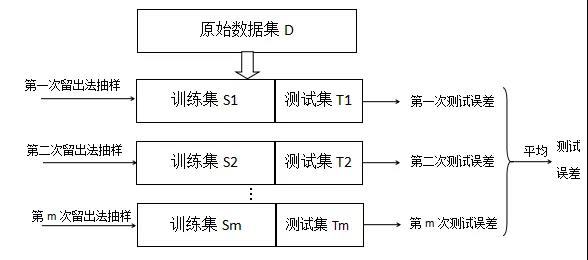 原始数据集 D
第一次留出法抽样
训练集 S1
测试集 T1
第一次测试误差
第二次留出法抽样
训练集 S2
测试集 T2
第二次测试误差
平均
测试
误差
⋮
第 m 次留出法抽样
训练集 Sm
测试集 Tm
第 m 次测试误差